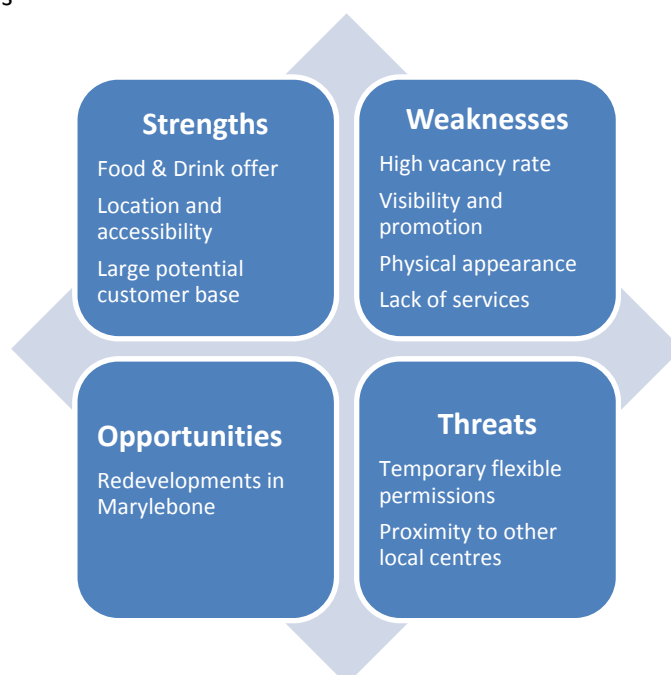 s
Strengths
Food & Drink offer
Location and
accessibility
Large potential
customer base
Weaknesses
High vacancy rate
Visibility and
promotion
Physical appearance
Lack of services
Opportunities
Redevelopments in
Marylebone
Threats
Temporary flexible
permissions
Proximity to other
local centres